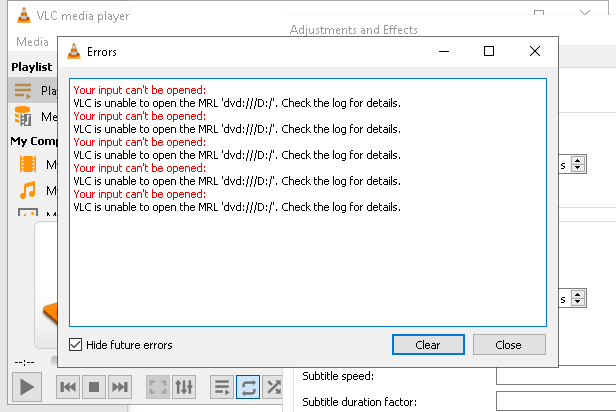 VLC media player
Adjustments and Effects
Media
Errors
Playlist
Your input can't be opened:
VLC is unable to open the MRL 'dvd:///D:/'. Check the log for details.
Your input can't be opened:
VLC is unable to open the MRL 'dvd:///D:/'. Check the log for details.
Your input can't be opened:
VLC is unable to open the MRL 'dvd:///D:/'. Check the log for details.
Your input can't be opened:
VLC is unable to open the MRL 'dvd:///D:/'. Check the log for details.
Your input can't be opened:
VLC is unable to open the MRL 'dvd:///D:/'. Check the log for details.
Pla
Me
My Comp
My
My
s
s
Hide future errors
Clear
Close
--:--
Subtitle speed:
Subtitle duration factor: